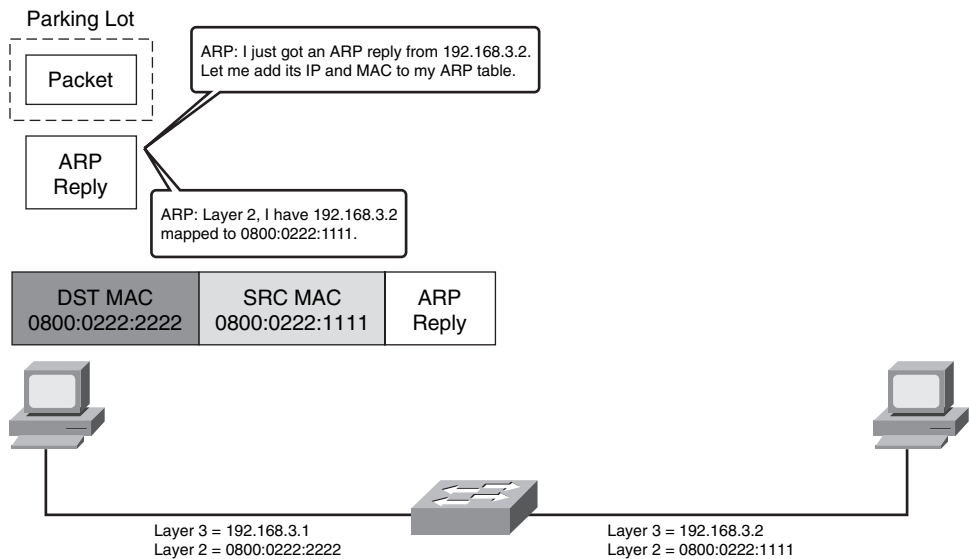 Parking Lot
Packet
ARP: I just got an ARP reply from 192.168.3.2.
Let me add its IP and MAC to my ARP table.
ARP
Reply
ARP: Layer 2, I have 192.168.3.2
mapped to 0800:0222:1111.
DST MAC
0800:0222:2222
SRC MAC
0800:0222:1111
ARP
Reply
Layer 3 = 192.168.3.1
Layer 2 = 0800:0222:2222
Layer 3 = 192.168.3.2
Layer 2 = 0800:0222:1111